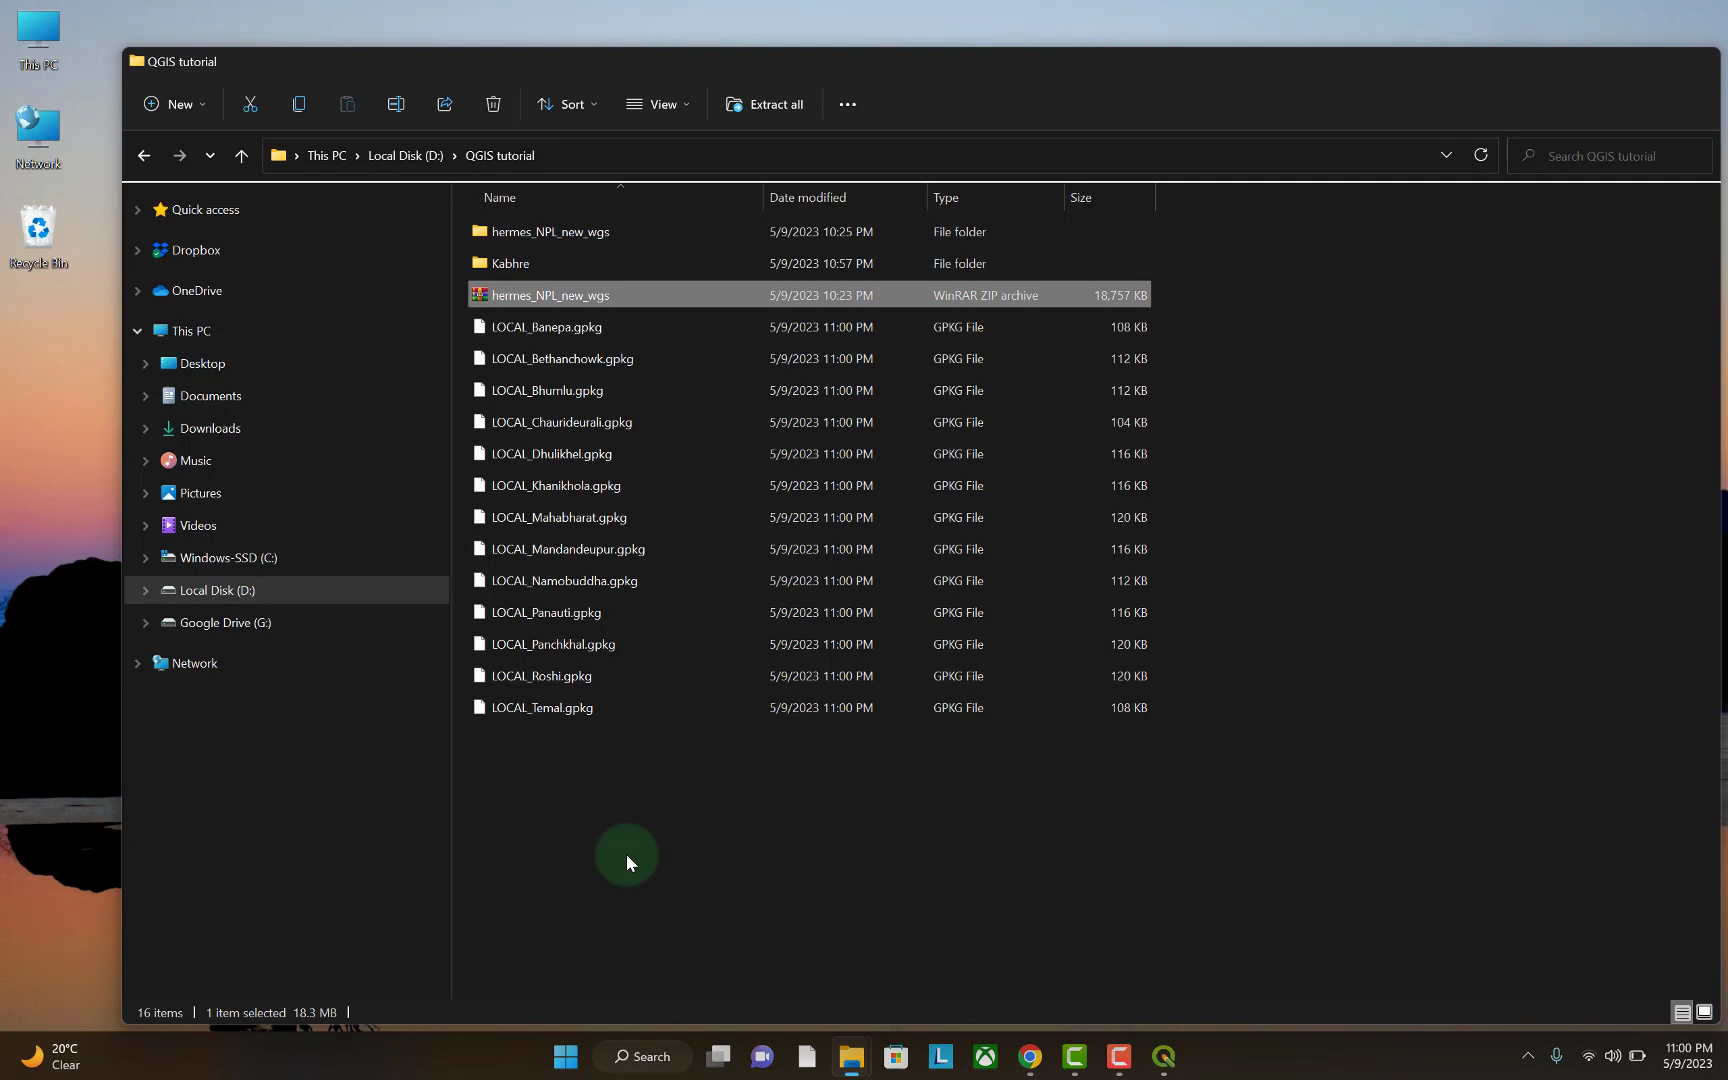 This PC
Network
Recycle Bin
QGIS tutorial
New
Sort
View
Extract all
This PC > Local Disk (D:) > QGIS tutorial
Search QGIS tutorial
Name Date modified Type Size
Quick access
Dropbox
OneDrive
This PC
Desktop
Documents
Downloads
Music
Pictures
Videos
Windows-SSD (C:)
Local Disk (D:)
Google Drive (G:)
Network
hermes_NPL_new_wgs 5/9/2023 10:25 PM File folder
Kabhre 5/9/2023 10:57 PM File folder
hermes_NPL_new_wgs 5/9/2023 10:23 PM WinRAR ZIP archive 18,757 KB
LOCAL_Banepa.gpkg 5/9/2023 11:00 PM GPKG File 108 KB
LOCAL_Bethanchowk.gpkg 5/9/2023 11:00 PM GPKG File 112 KB
LOCAL_Bhumlu.gpkg 5/9/2023 11:00 PM GPKG File 112 KB
LOCAL_Chaurideurali.gpkg 5/9/2023 11:00 PM GPKG File 104 KB
LOCAL_Dhulikhel.gpkg 5/9/2023 11:00 PM GPKG File 116 KB
LOCAL_Khanikhola.gpkg 5/9/2023 11:00 PM GPKG File 116 KB
LOCAL_Mahabharat.gpkg 5/9/2023 11:00 PM GPKG File 120 KB
LOCAL_Mandandeupur.gpkg 5/9/2023 11:00 PM GPKG File 116 KB
LOCAL_Namobuddha.gpkg 5/9/2023 11:00 PM GPKG File 112 KB
LOCAL_Panauti.gpkg 5/9/2023 11:00 PM GPKG File 116 KB
LOCAL_Panchkhal.gpkg 5/9/2023 11:00 PM GPKG File 120 KB
LOCAL_Roshi.gpkg 5/9/2023 11:00 PM GPKG File 120 KB
LOCAL_Temal.gpkg 5/9/2023 11:00 PM GPKG File 108 KB
16 items 1 item selected 18.3 MB
20°C
Clear
Search
L
C
C
11:00 PM
5/9/2023